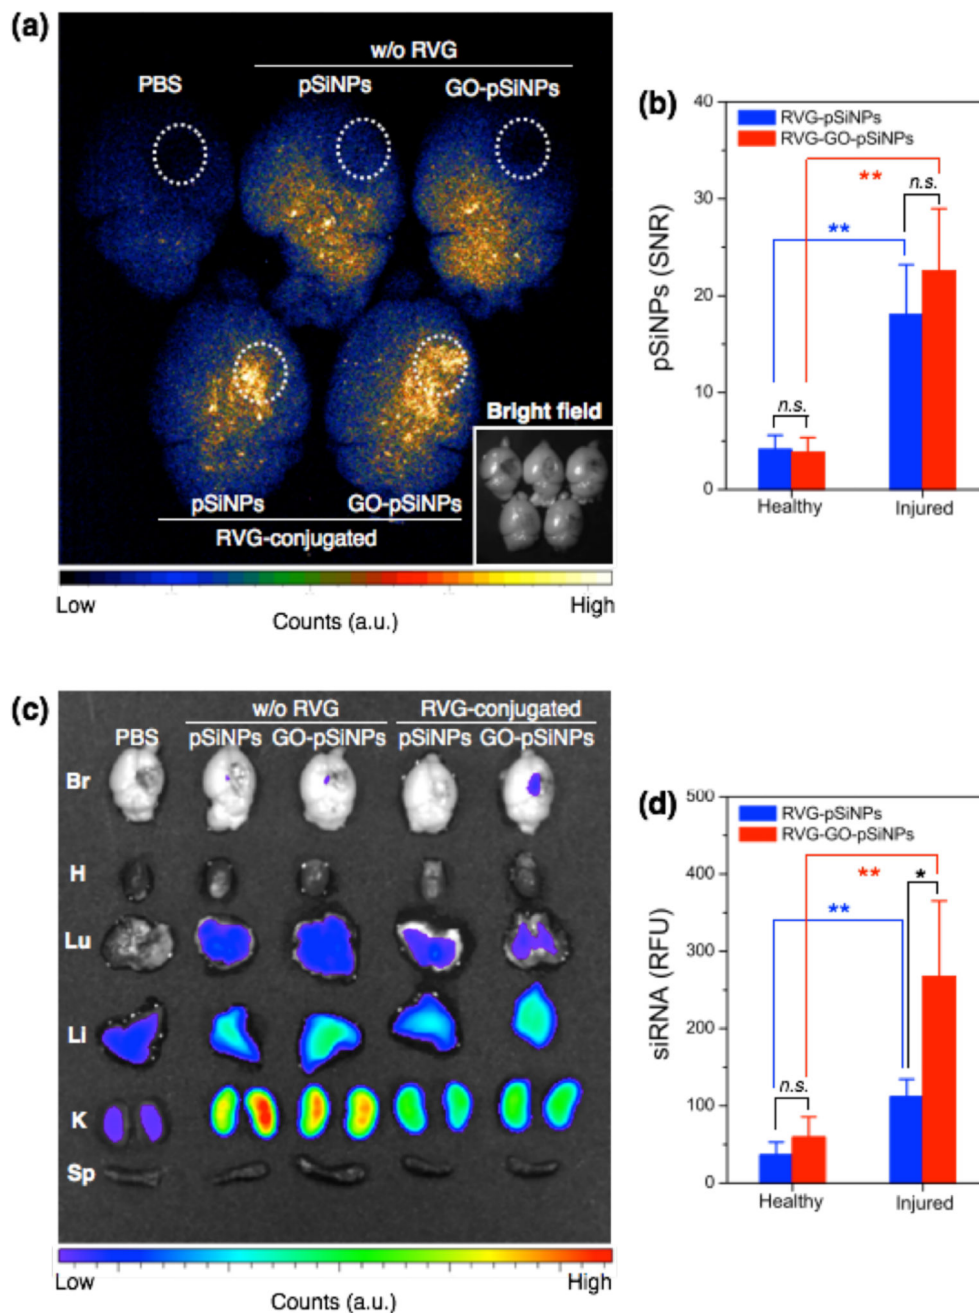 (a)
w/o RVG
PBS
pSiNPs
GO-pSiNPs
pSiNPs
GO-pSiNPs
RVG-conjugated
Bright field
Low
High
Counts (a.u.)
(b)
40
30
20
10
0
pSiNPs (SNR)
RVG-pSiNPs
RVG-GO-pSiNPs
**
n.s.
**
n.s.
Healthy
Injured
(c)
w/o RVG
RVG-conjugated
PBS
pSiNPs
GO-pSiNPs
pSiNPs
GO-pSiNPs
Br
H
Lu
Li
K
Sp
Low
High
Counts (a.u.)
(d)
500
400
300
200
100
0
siRNA (RFU)
RVG-pSiNPs
RVG-GO-pSiNPs
**
*
**
n.s.
Healthy
Injured